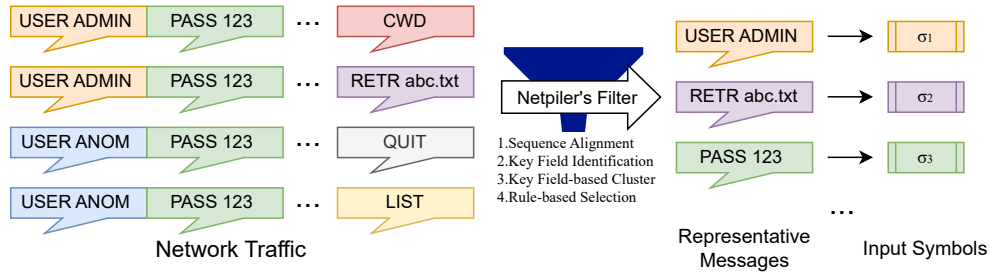 USER ADMIN PASS 123 ... CWD
USER ADMIN PASS 123 ... RETR abc.txt
USER ANOM PASS 123 ... QUIT
USER ANOM PASS 123 ... LIST
Network Traffic
Netpiler's Filter
1.Sequence Alignment
2.Key Field Identification
3.Key Field-based Cluster
4.Rule-based Selection
USER ADMIN σ1
RETR abc.txt σ2
PASS 123 σ3
...
Representative
Messages
Input Symbols